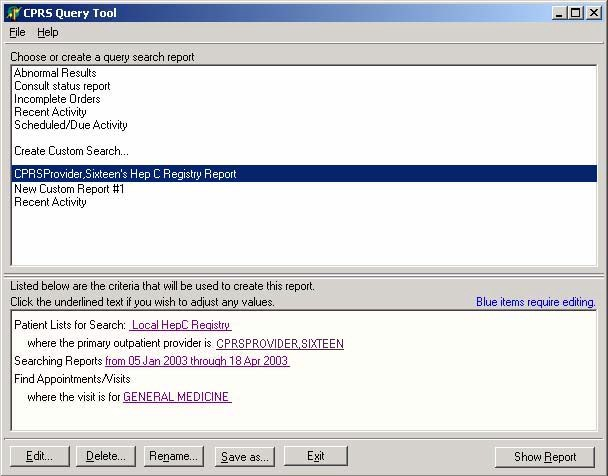 CPRS Query Tool
File Help
Choose or create a query search report
Abnormal Results
Consult status report
Incomplete Orders
Recent Activity
Scheduled/Due Activity
Create Custom Search...
CPRSProvider,Sixteen's Hep C Registry Report
New Custom Report #1
Recent Activity
Listed below are the criteria that will be used to create this report.
Click the underlined text if you wish to adjust any values. Blue items require editing.
Patient Lists for Search: Local HepC Registry
where the primary outpatient provider is CPRSPROVIDER,SIXTEEN
Searching Reports from 05 Jan 2003 through 18 Apr 2003
Find Appointments/Visits
where the visit is for GENERAL MEDICINE
Edit... Delete... Rename... Save as... Exit Show Report